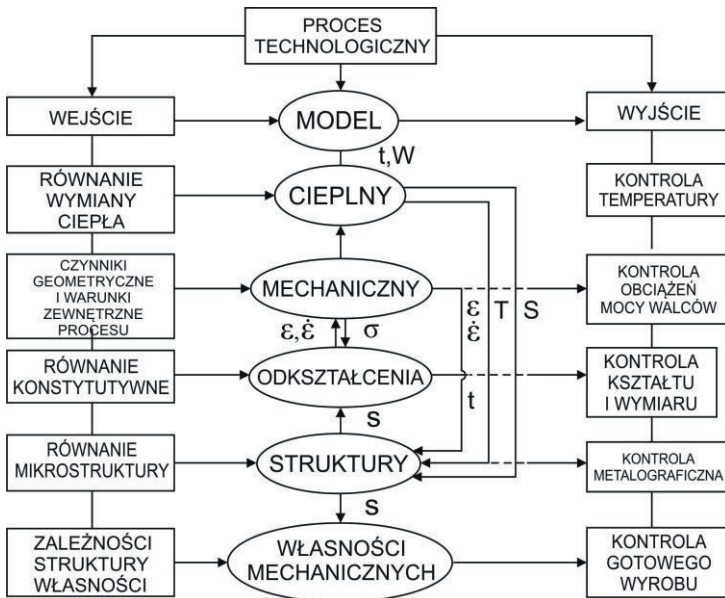 PROCES
TECHNOLOGICZNY
WEJŚCIE
MODEL
WYJŚCIE
t,W
RÓWNANIE
WYMIANY
CIEPŁA
CIEPLNY
KONTROLA
TEMPERATURY
CZYNNIKI
GEOMETRYCZNE
I WARUNKI
ZEWNĘTRZNE
PROCESU
MECHANICZNY
KONTROLA
OBCIĄŻEŃ
MOCY WALCÓW
ε,ε̇
σ
ε
ε̇
T
S
t
RÓWNANIE
KONSTYTUTYWNE
ODKSZTAŁCENIA
KONTROLA
KSZTAŁTU
I WYMIARU
s
RÓWNANIE
MIKROSTRUKTURY
STRUKTURY
KONTROLA
METALOGRAFICZNA
s
ZALEŻNOŚCI
STRUKTURY
WŁASNOŚCI
WŁASNOŚCI
MECHANICZNYCH
KONTROLA
GOTOWEGO
WYROBU